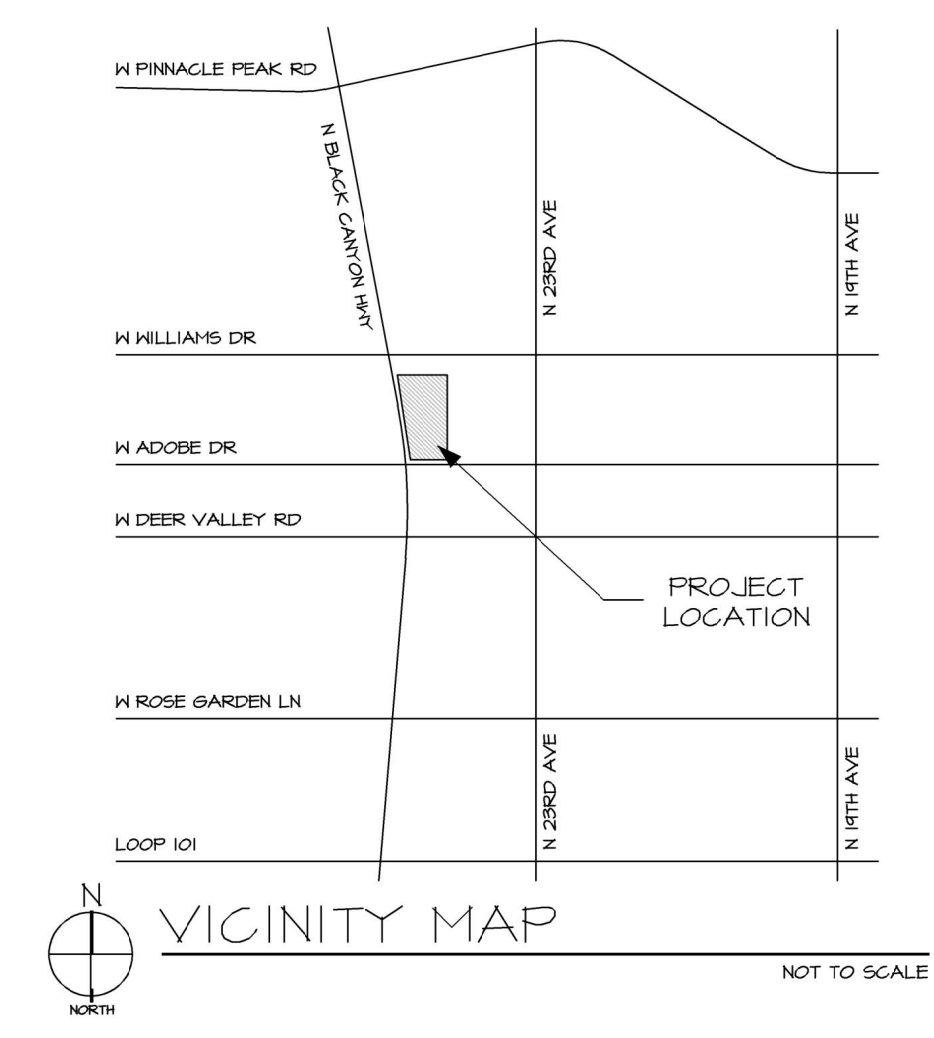 W PINNACLE PEAK RD
N BLACK CANYON HWY
N 23RD AVE
N 19TH AVE
W WILLIAMS DR
W ADOBE DR
W DEER VALLEY RD
PROJECT
LOCATION
W ROSE GARDEN LN
N 23RD AVE
N 19TH AVE
LOOP 101
N
VICINITY MAP
NOT TO SCALE
NORTH